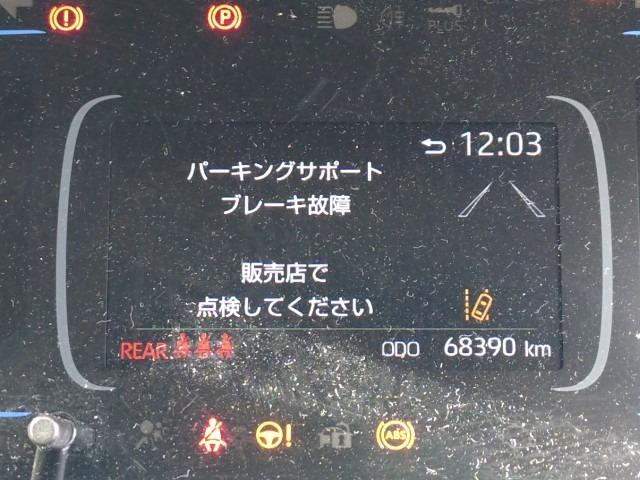 PLUS
12:03
パーキングサポート
ブレーキ故障
販売店で
点検してください
REAR
ODO 68390 km
ABS